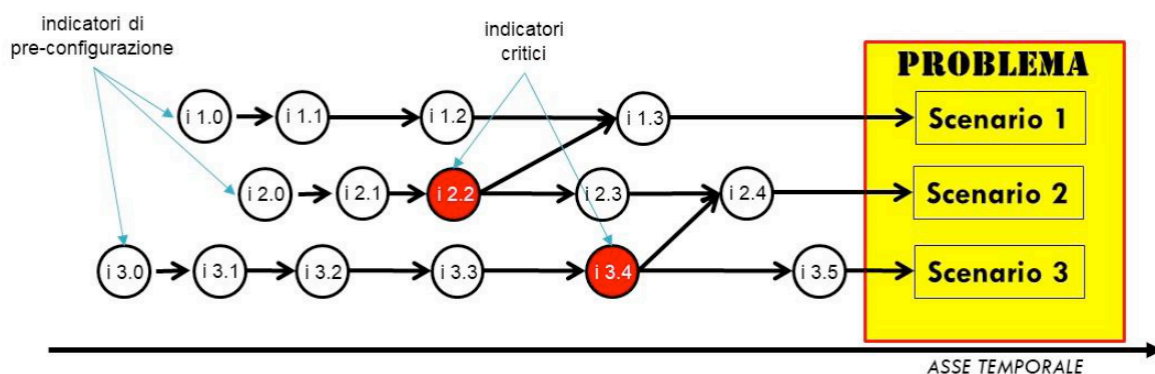 indicatori di
pre-configurazione
indicatori
critici
PROBLEMA
i 1.0
i 1.1
i 1.2
i 1.3
Scenario 1
i 2.0
i 2.1
i 2.2
i 2.3
i 2.4
Scenario 2
i 3.0
i 3.1
i 3.2
i 3.3
i 3.4
i 3.5
Scenario 3
ASSE TEMPORALE